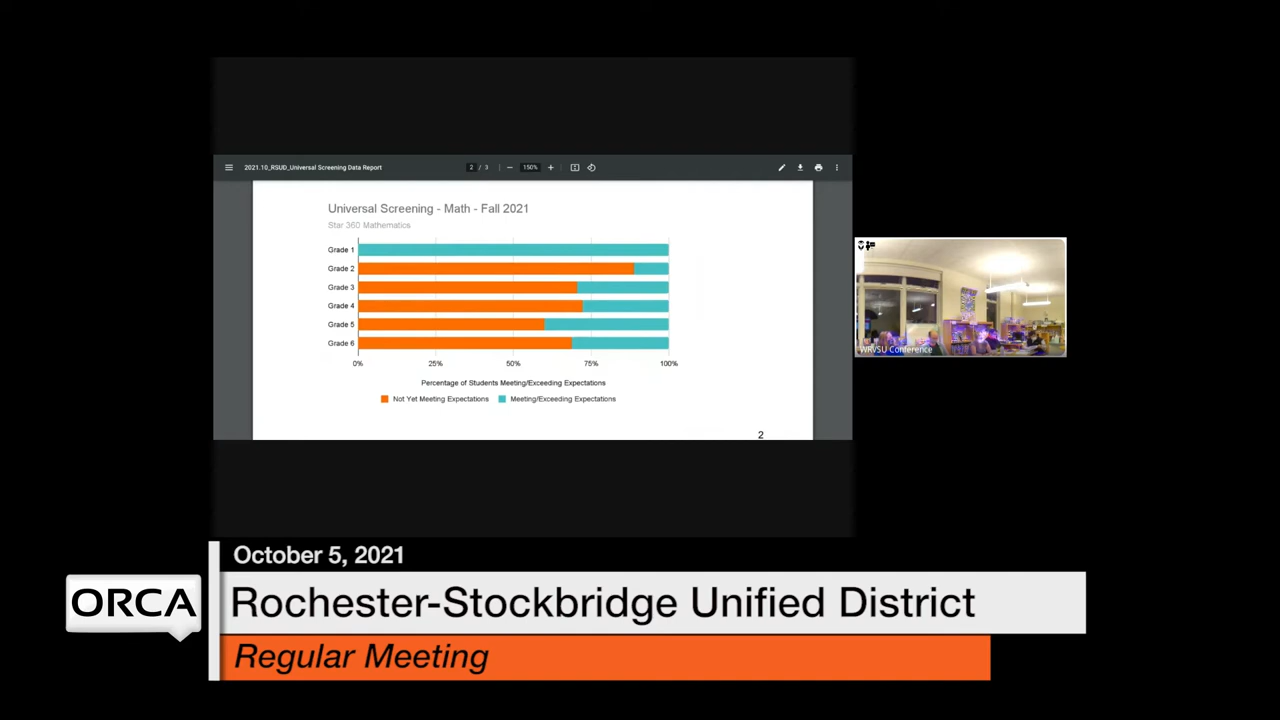 2021.10_RSUD_Universal Screening Data Report
2 / 3
150%
Universal Screening - Math - Fall 2021
Star 360 Mathematics
Grade 1
Grade 2
Grade 3
Grade 4
Grade 5
Grade 6
0% 25% 50% 75% 100%
Percentage of Students Meeting/Exceeding Expectations
Not Yet Meeting Expectations Meeting/Exceeding Expectations
2
WRVSU Conference
October 5, 2021
ORCA
Rochester-Stockbridge Unified District
Regular Meeting